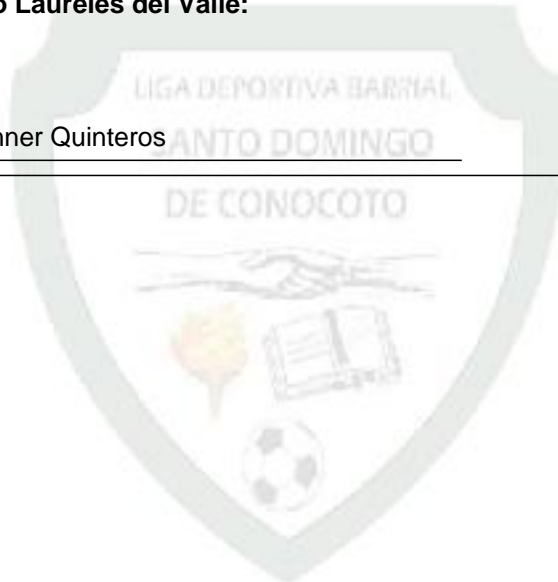 Laureles del Valle:
LIGA DEPORTIVA BARRIAL
Quinteros
SANTO DOMINGO
DE CONOCOTO